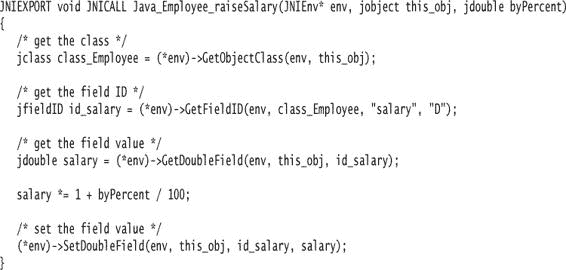 JNIEXPORT void JNICALL Java_Employee_raiseSalary(JNIEnv* env, jobject this_obj, jdouble byPercent)
{
/* get the class */
jclass class_Employee = (*env)->GetObjectClass(env, this_obj);
/* get the field ID */
jfieldID id_salary = (*env)->GetFieldID(env, class_Employee, "salary", "D");
/* get the field value */
jdouble salary = (*env)->GetDoubleField(env, this_obj, id_salary);
salary *= 1 + byPercent / 100;
/* set the field value */
(*env)->SetDoubleField(env, this_obj, id_salary, salary);
}